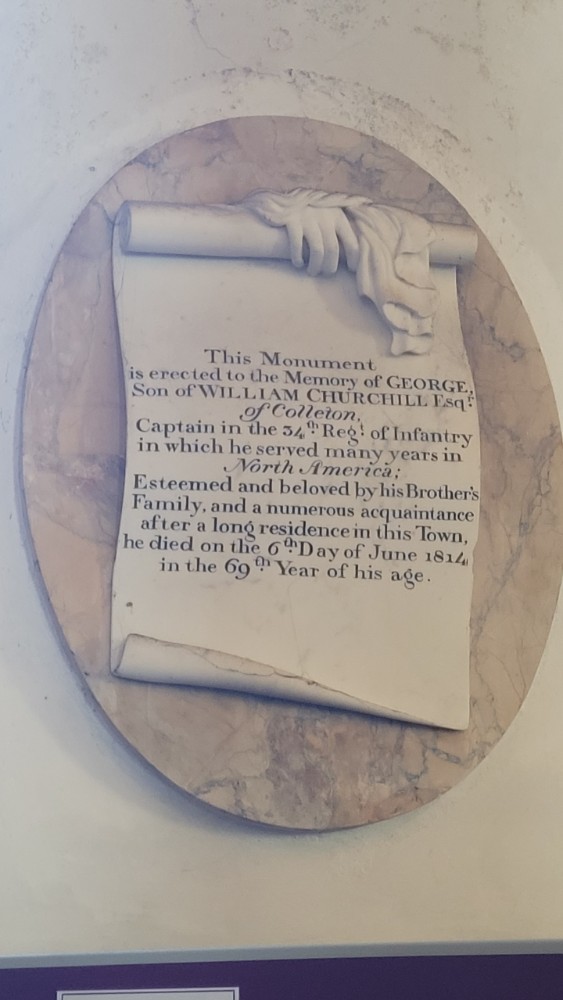 This Monument
is erected to the Memory of GEORGE,
Son of WILLIAM CHURCHILL Esqr.
of Colleton,
Captain in the 34th. Regt. of Infantry
in which he served many years in
North America;
Esteemed and beloved by his Brother's
Family, and a numerous acquaintance
after a long residence in this Town,
he died on the 6th. Day of June 1814,
in the 69th. Year of his age.